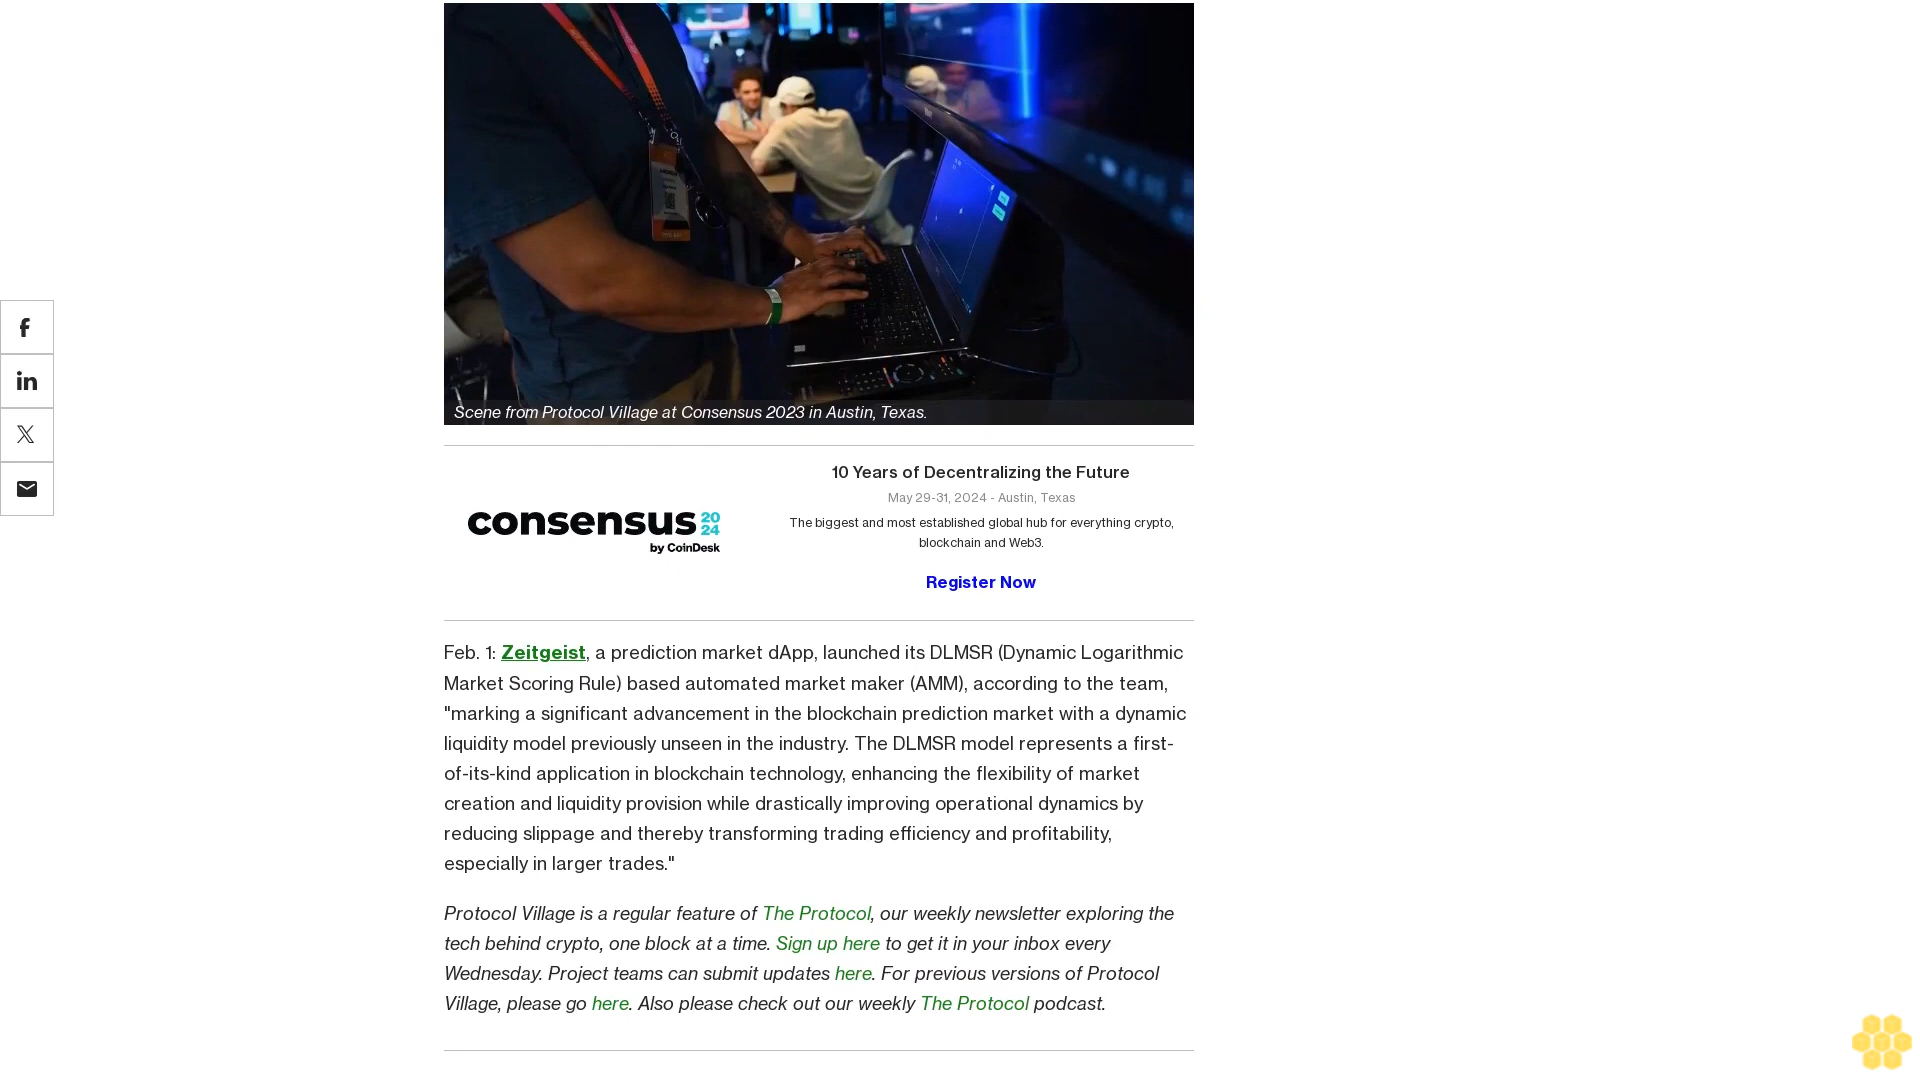 Scene from Protocol Village at Consensus 2023 in Austin, Texas.
consensus 20
24
by CoinDesk
10 Years of Decentralizing the Future
May 29-31, 2024 - Austin, Texas
The biggest and most established global hub for everything crypto,
blockchain and Web3.
Register Now
Feb. 1: Zeitgeist, a prediction market dApp, launched its DLMSR (Dynamic Logarithmic
Market Scoring Rule) based automated market maker (AMM), according to the team,
"marking a significant advancement in the blockchain prediction market with a dynamic
liquidity model previously unseen in the industry. The DLMSR model represents a first-
of-its-kind application in blockchain technology, enhancing the flexibility of market
creation and liquidity provision while drastically improving operational dynamics by
reducing slippage and thereby transforming trading efficiency and profitability,
especially in larger trades."
Protocol Village is a regular feature of The Protocol, our weekly newsletter exploring the
tech behind crypto, one block at a time. Sign up here to get it in your inbox every
Wednesday. Project teams can submit updates here. For previous versions of Protocol
Village, please go here. Also please check out our weekly The Protocol podcast.